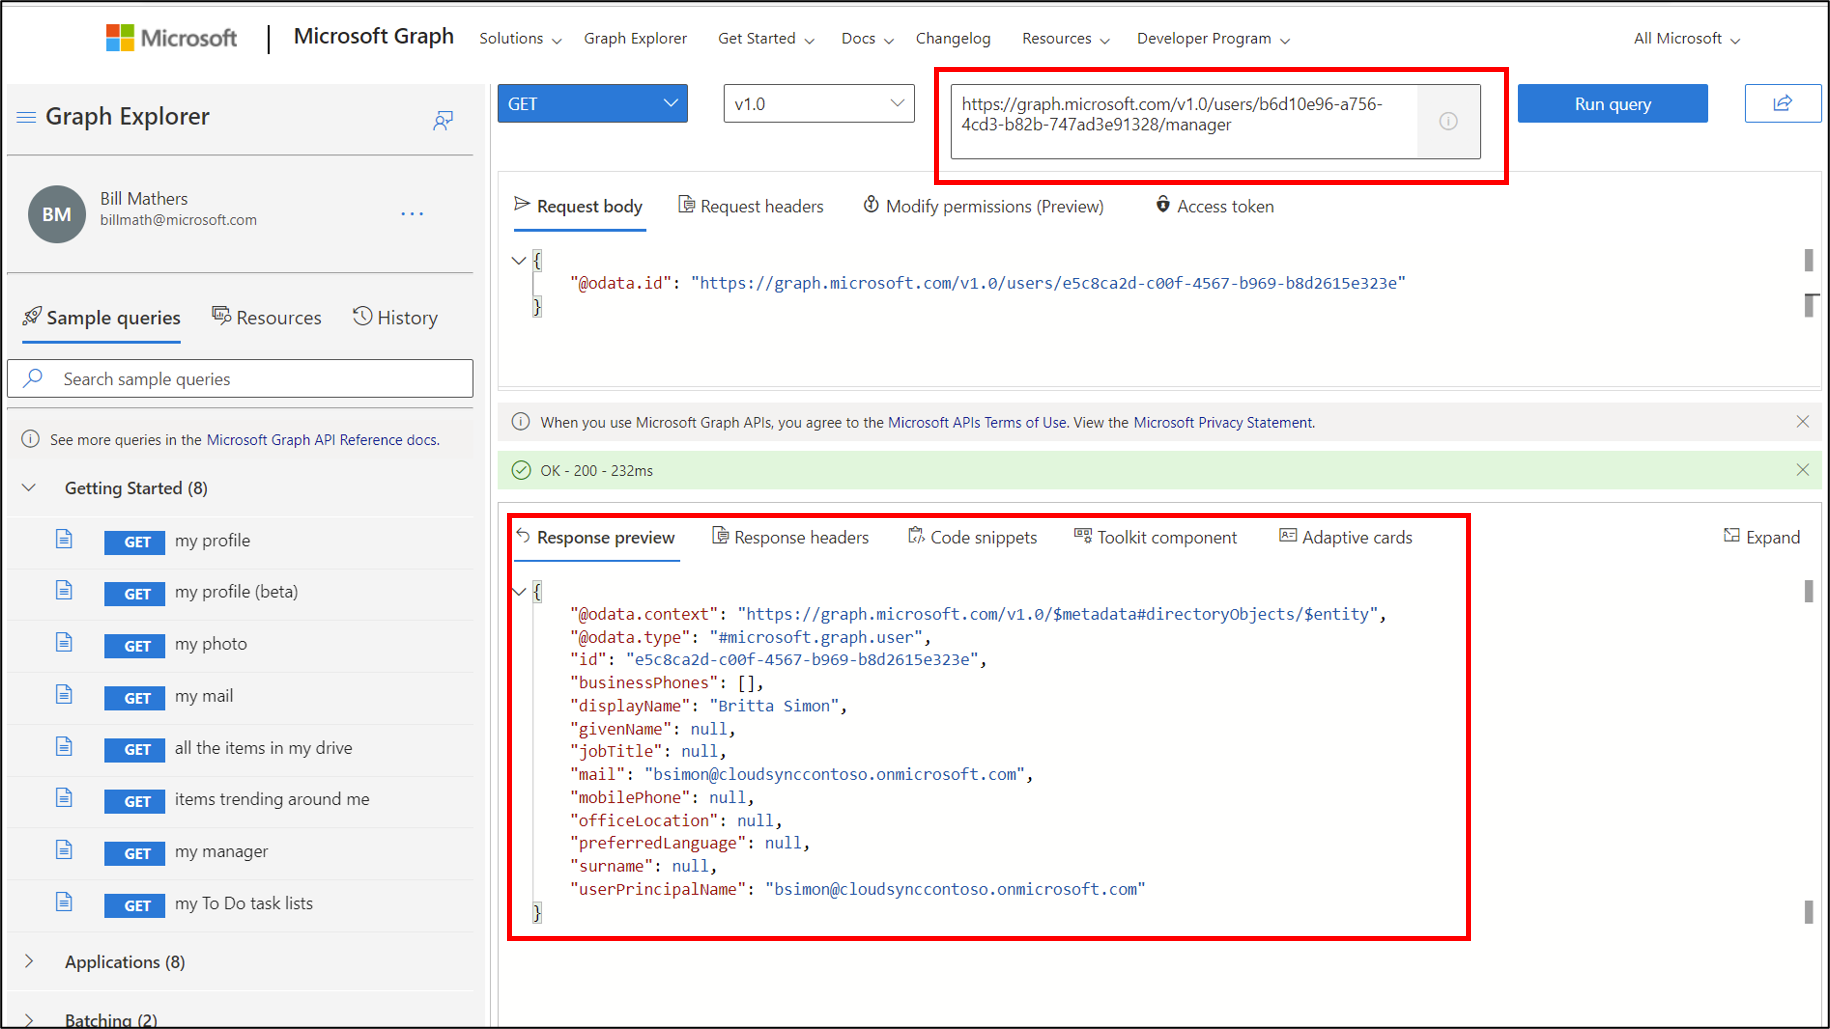 Microsoft | Microsoft Graph Solutions Graph Explorer Get Started Docs Changelog Resources Developer Program All Microsoft
Graph Explorer
BM
Bill Mathers
billmath@microsoft.com
...
Sample queries Resources History
Search sample queries
See more queries in the Microsoft Graph API Reference docs.
Getting Started (8)
GET my profile
GET my profile (beta)
GET my photo
GET my mail
GET all the items in my drive
GET items trending around me
GET my manager
GET my To Do task lists
Applications (8)
Batching (2)
GET v1.0
https://graph.microsoft.com/v1.0/users/b6d10e96-a756-
4cd3-b82b-747ad3e91328/manager
Run query
Request body Request headers Modify permissions (Preview) Access token
{
"@odata.id": "https://graph.microsoft.com/v1.0/users/e5c8ca2d-c00f-4567-b969-b8d2615e323e"
}
When you use Microsoft Graph APIs, you agree to the Microsoft APIs Terms of Use. View the Microsoft Privacy Statement.
OK - 200 - 232ms
Response preview Response headers Code snippets Toolkit component Adaptive cards Expand
{
"@odata.context": "https://graph.microsoft.com/v1.0/$metadata#directoryObjects/$entity",
"@odata.type": "#microsoft.graph.user",
"id": "e5c8ca2d-c00f-4567-b969-b8d2615e323e",
"businessPhones": [],
"displayName": "Britta Simon",
"givenName": null,
"jobTitle": null,
"mail": "bsimon@cloudsynccontoso.onmicrosoft.com",
"mobilePhone": null,
"officeLocation": null,
"preferredLanguage": null,
"surname": null,
"userPrincipalName": "bsimon@cloudsynccontoso.onmicrosoft.com"
}